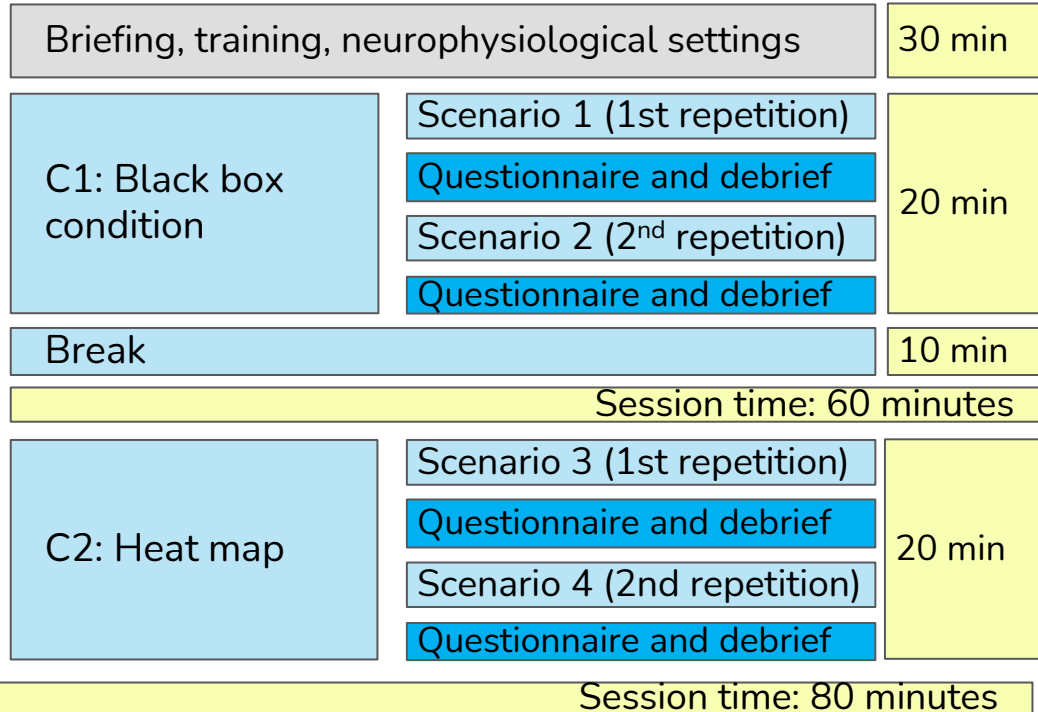 Briefing, training, neurophysiological settings
30 min
C1: Black box
condition
Scenario 1 (1st repetition)
Questionnaire and debrief
Scenario 2 (2nd repetition)
Questionnaire and debrief
20 min
Break
10 min
Session time: 60 minutes
C2: Heat map
Scenario 3 (1st repetition)
Questionnaire and debrief
Scenario 4 (2nd repetition)
Questionnaire and debrief
20 min
Session time: 80 minutes